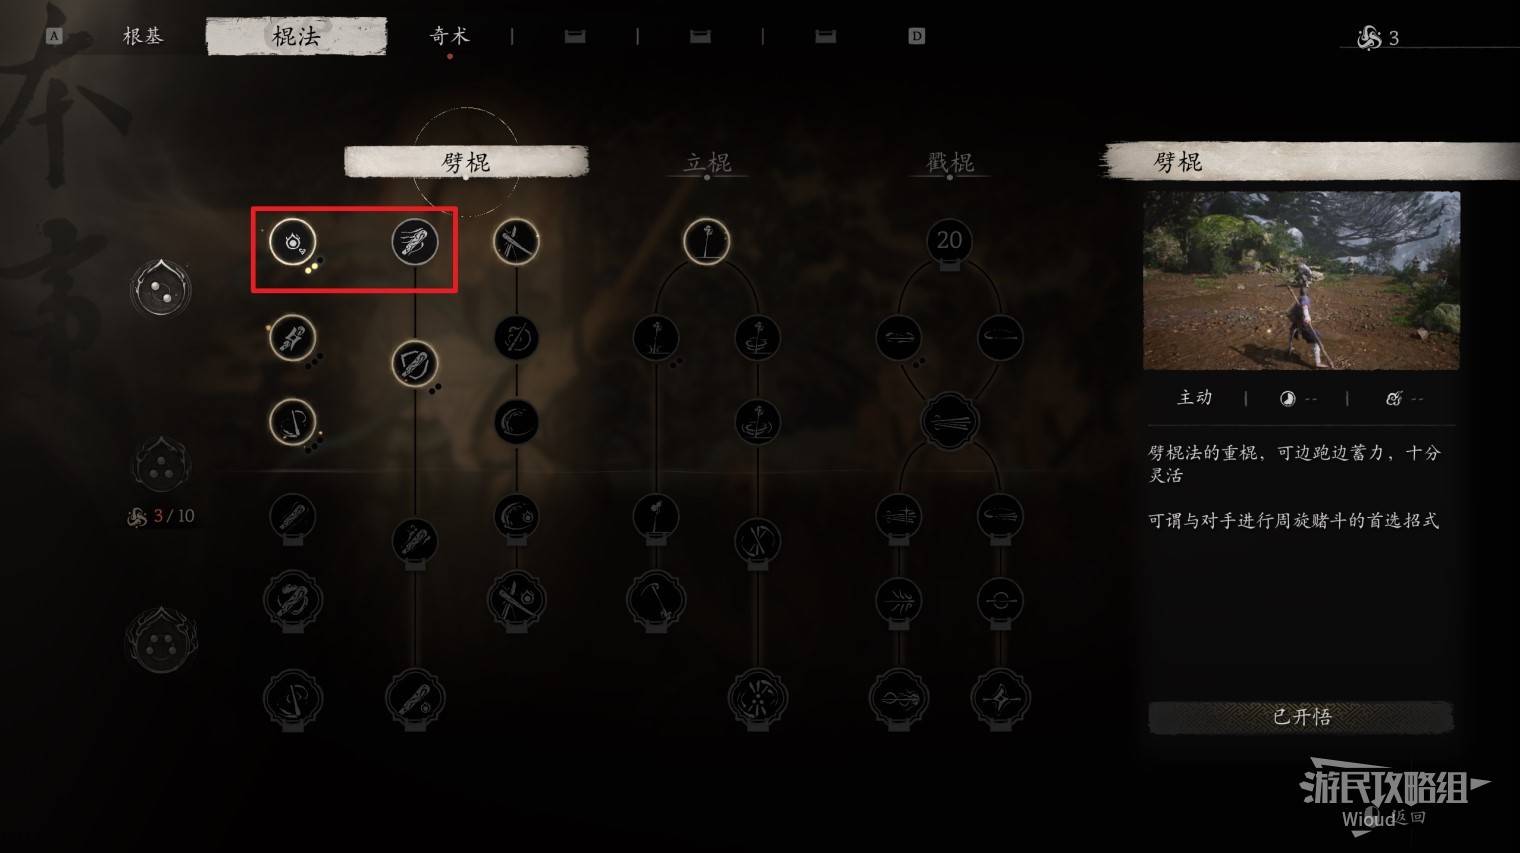 A 根基 棍法 奇术 D 3
劈棍 立棍 戳棍 劈棍
20
主动 -- --
劈棍法的重棍，可边跑边蓄力，十分
灵活
3/10
可谓与对手进行周旋赌斗的首选招式
已开悟
游民攻略组
Wioud 返回
本事